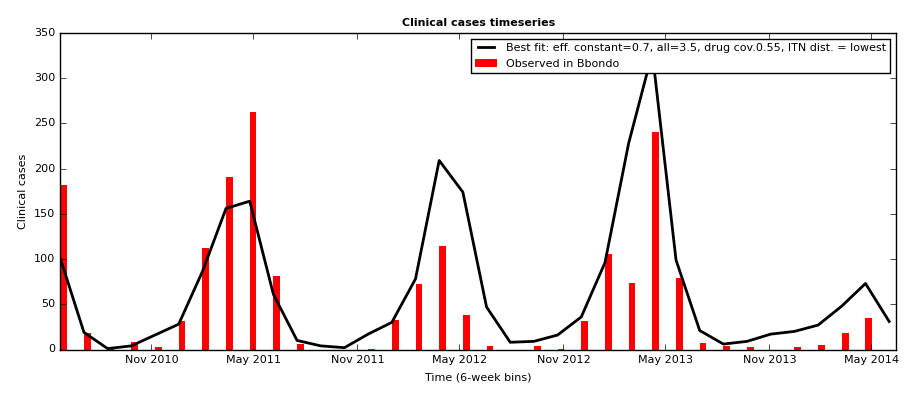 Clinical cases timeseries
Best fit: eff. constant=0.7, all=3.5, drug cov.0.55, ITN dist. = lowest
Observed in Bbondo
Clinical cases
350
300
250
200
150
100
50
0
Nov 2010 May 2011 Nov 2011 May 2012 Nov 2012 May 2013 Nov 2013 May 2014
Time (6-week bins)